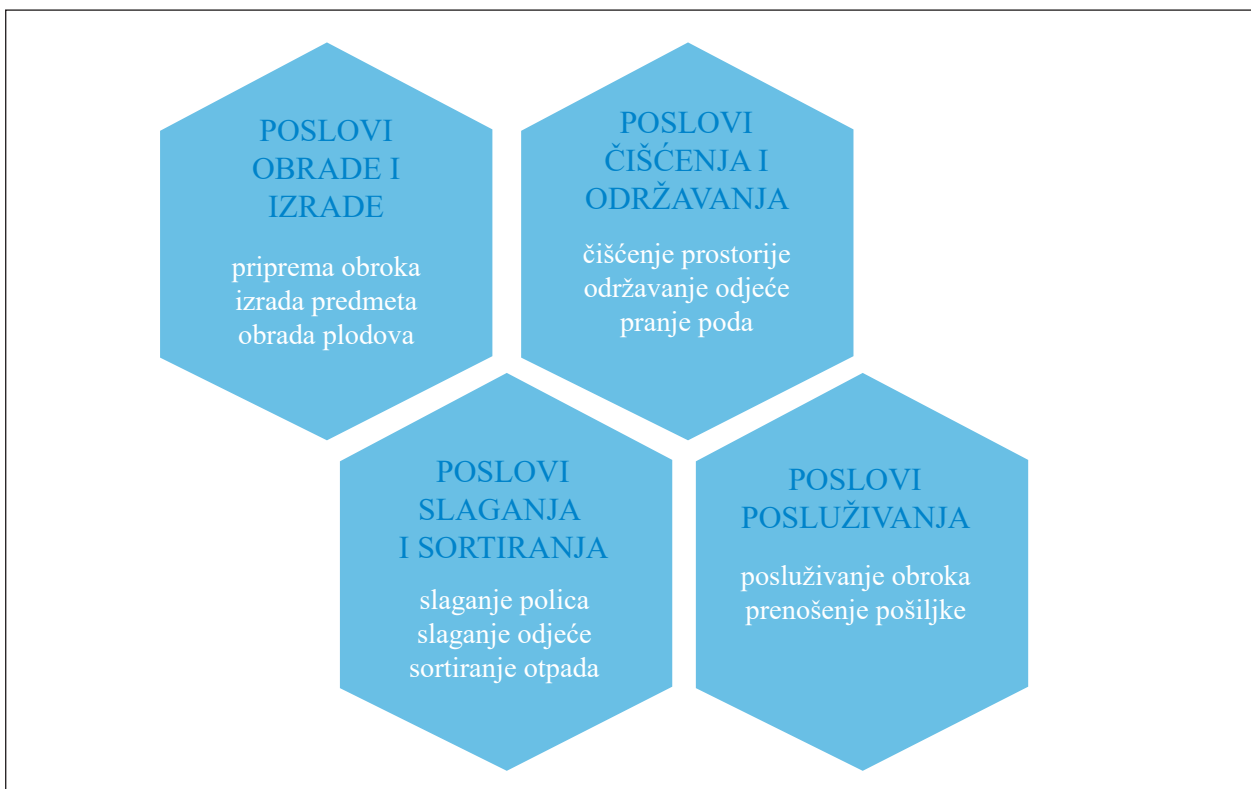 POSLOVI
OBRADE I
IZRADE
priprema obroka
izrada predmeta
obrada plodova
POSLOVI
ČIŠĆENJA I
ODRŽAVANJA
čišćenje prostorije
održavanje odjeće
pranje poda
POSLOVI
SLAGANJA
I SORTIRANJA
slaganje polica
slaganje odjeće
sortiranje otpada
POSLOVI
POSLUŽIVANJA
posluživanje obroka
prenošenje pošiljke